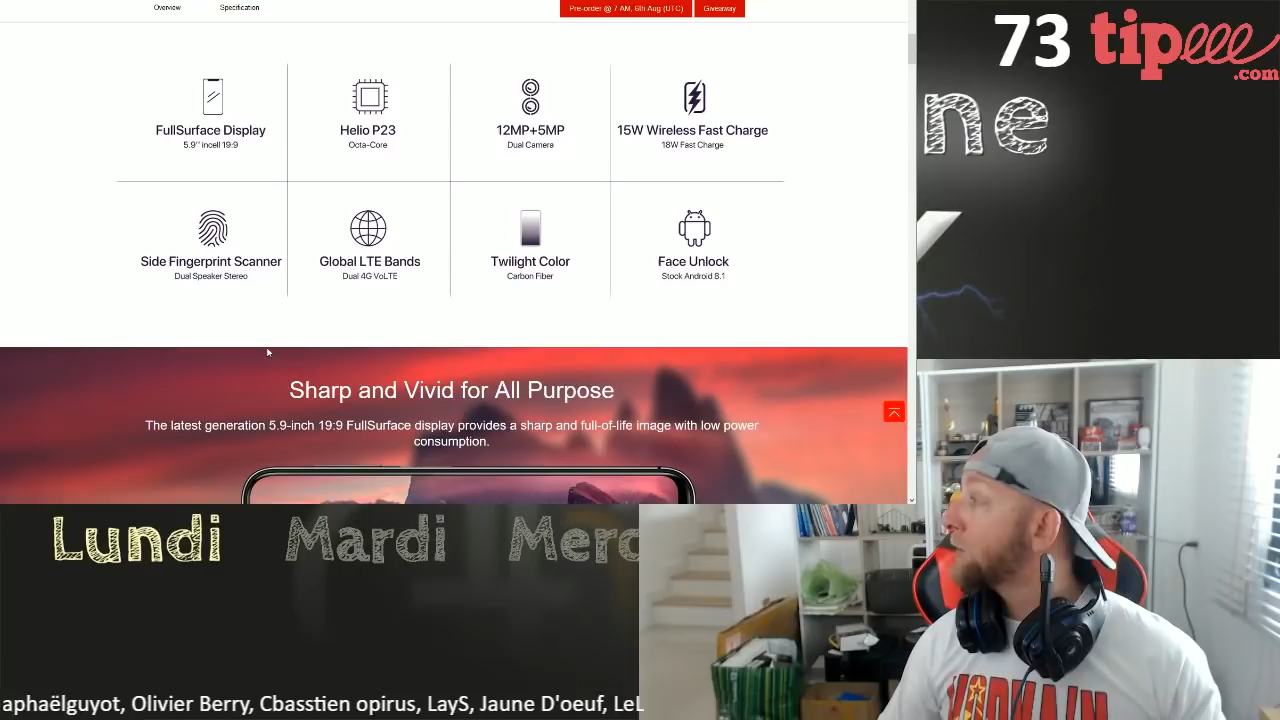 Overview
Specification
Pre-order @ 7 AM, 6th Aug (UTC)
Giveaway
FullSurface Display
5.9'' incell 19:9
Helio P23
Octa-Core
12MP+5MP
Dual Camera
15W Wireless Fast Charge
18W Fast Charge
Side Fingerprint Scanner
Dual Speaker Stereo
Global LTE Bands
Dual 4G VoLTE
Twilight Color
Carbon Fiber
Face Unlock
Stock Android 8.1
Sharp and Vivid for All Purpose
The latest generation 5.9-inch 19:9 FullSurface display provides a sharp and full-of-life image with low power
consumption.
73
tipeee
.com
ne
Lundi
Mardi
Merc
aphaëlguyot, Olivier Berry, Cbasstien opirus, LayS, Jaune D'oeuf, LeL